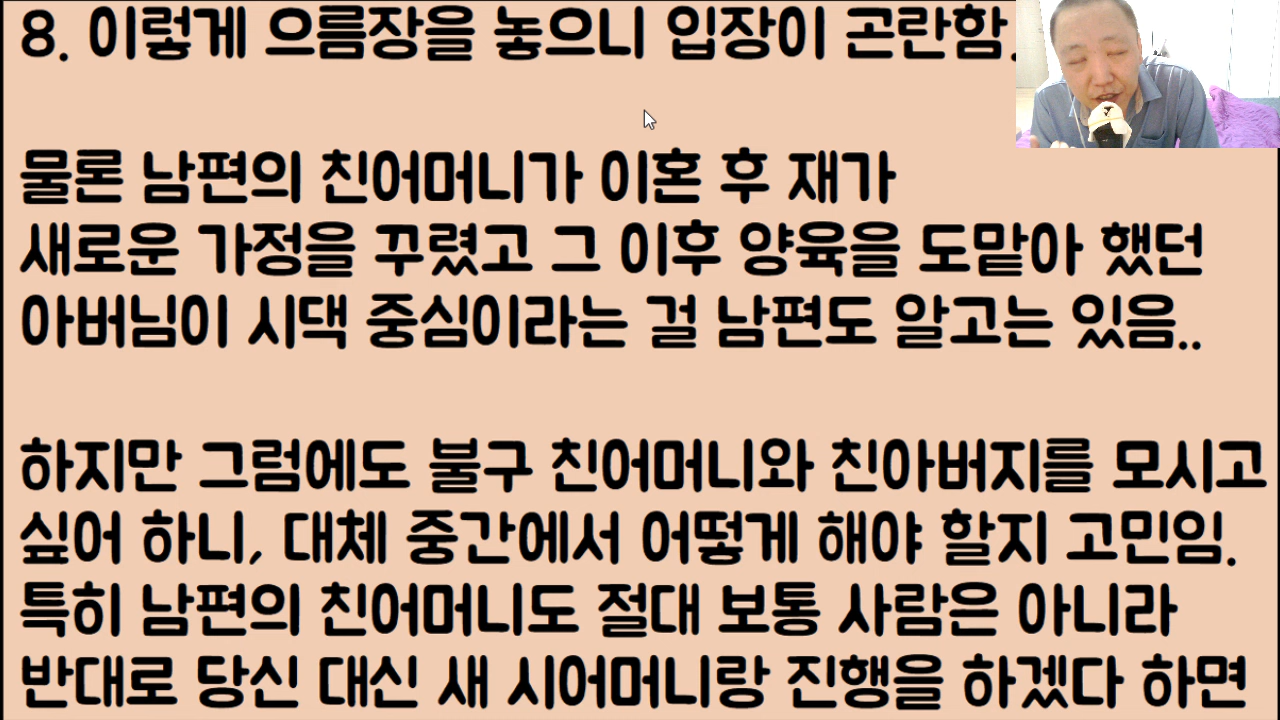 8. 이렇게 으름장을 놓으니 입장이 곤란함.
물론 남편의 친어머니가 이혼 후 재가
새로운 가정을 꾸렸고 그 이후 양육을 도맡아 했던
아버님이 시댁 중심이라는 걸 남편도 알고는 있음..
하지만 그럼에도 불구 친어머니와 친아버지를 모시고
싶어 하니, 대체 중간에서 어떻게 해야 할지 고민임.
특히 남편의 친어머니도 절대 보통 사람은 아니라
반대로 당신 대신 새 시어머니랑 진행을 하겠다 하면